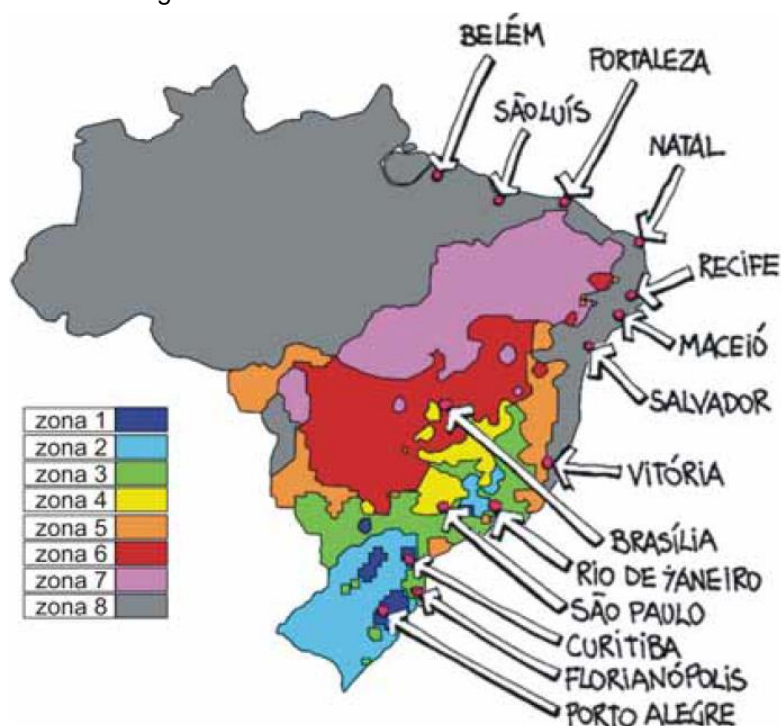 BELÉM
FORTALEZA
SÃO LUÍS
NATAL
RECIFE
MACEIÓ
SALVADOR
VITÓRIA
BRASÍLIA
RIO DE JANEIRO
SÃO PAULO
CURITIBA
FLORIANÓPOLIS
PORTO ALEGRE
zona 1
zona 2
zona 3
zona 4
zona 5
zona 6
zona 7
zona 8